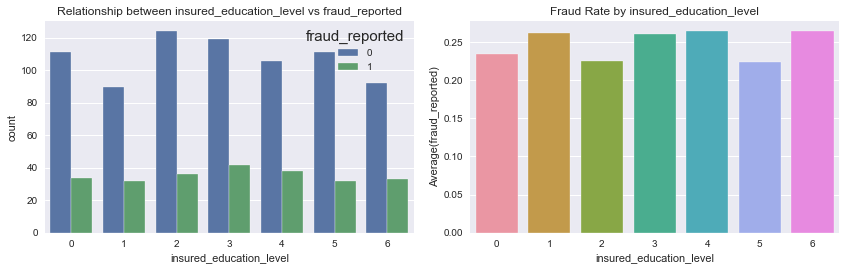 Relationship between insured_education_level vs fraud_reported
fraud_reported
0
1
120
100
80
60
40
20
0
count
0 1 2 3 4 5 6
insured_education_level
Fraud Rate by insured_education_level
0.25
0.20
0.15
0.10
0.05
0.00
Average(fraud_reported)
0 1 2 3 4 5 6
insured_education_level